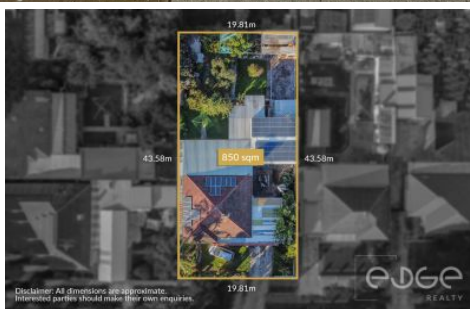 19.81m
43.58m
850 sqm
43.58m
19.81m
Disclaimer: All dimensions are approximate.
Interested parties should make their own enquiries.
EDGE
REALTY